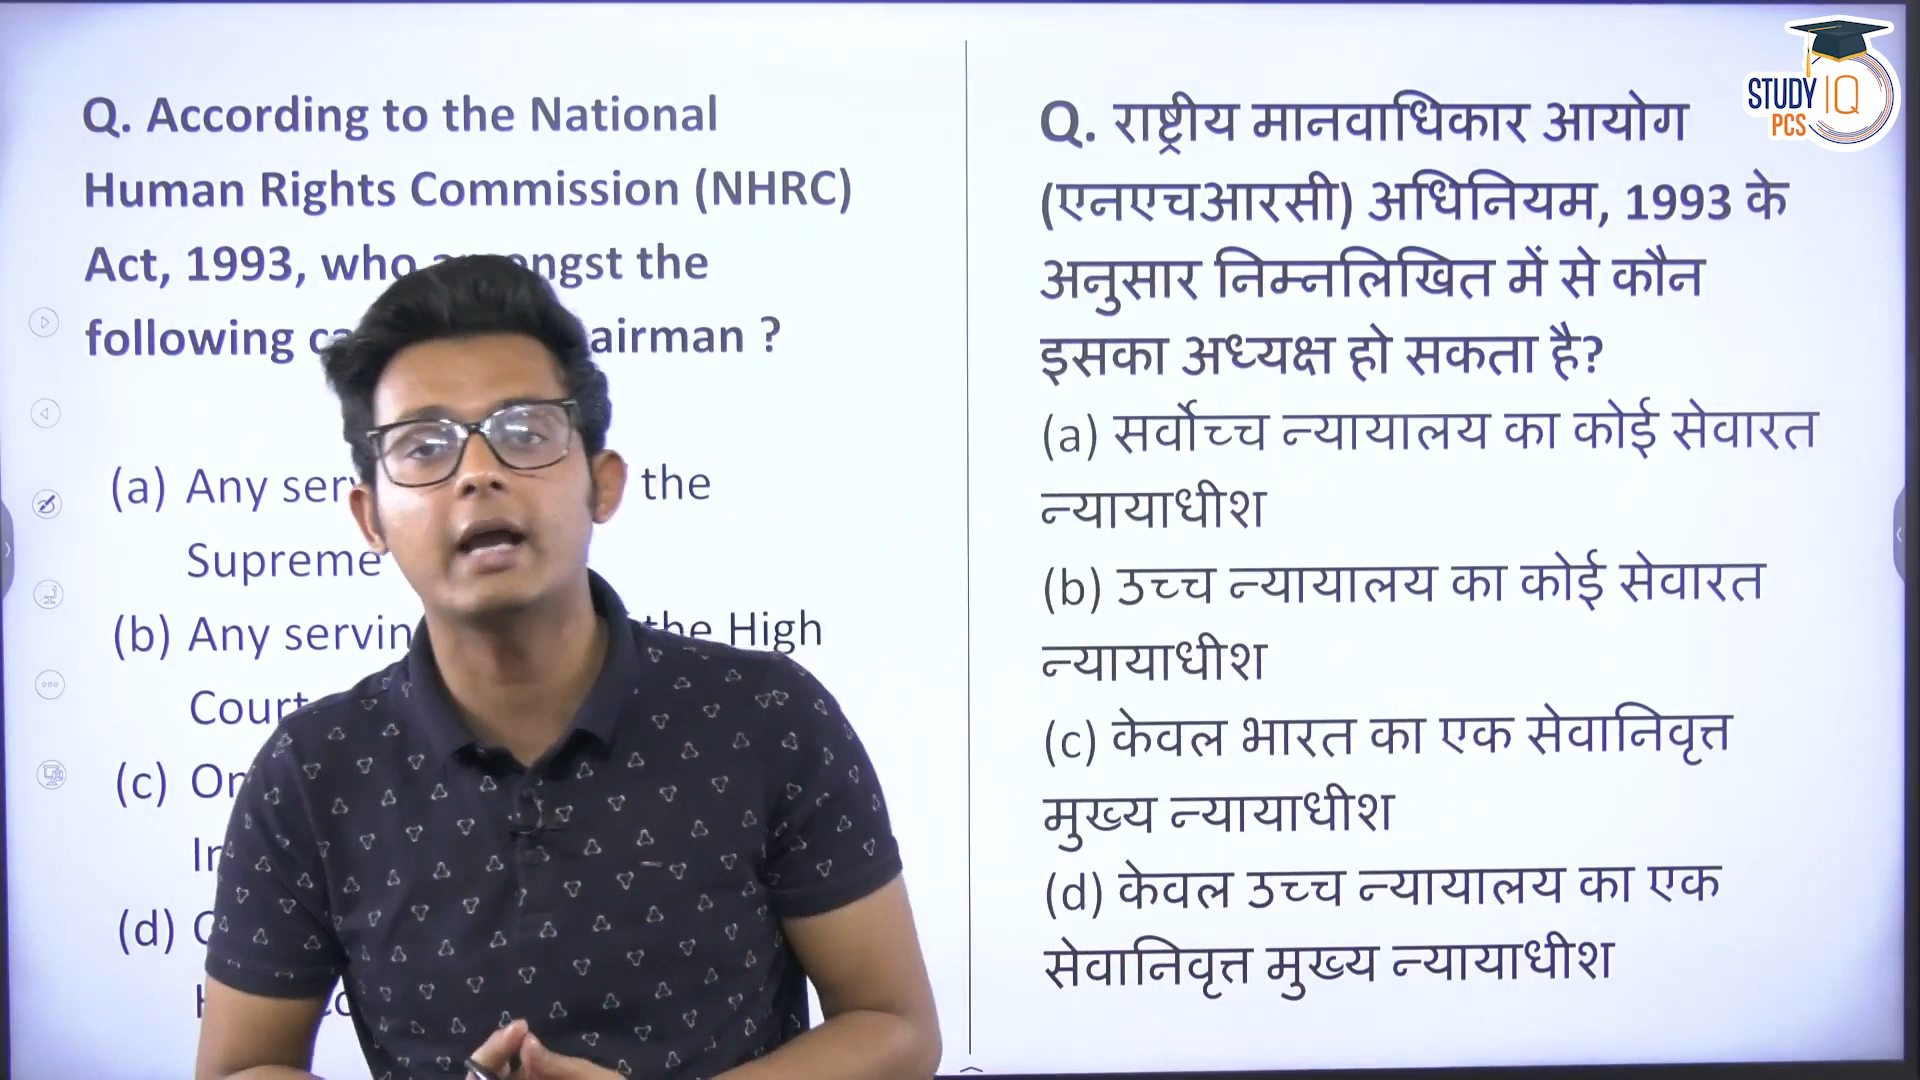 Q. According to the National
Human Rights Commission (NHRC)
Act, 1993, who amongst the
following airman ?
(a) Any the
Supreme
(b) Any the High
Court
(c)
(d)
Q. राष्ट्रीय मानवाधिकार आयोग
(एनएचआरसी) अधिनियम, 1993 के
अनुसार निम्नलिखित में से कौन
इसका अध्यक्ष हो सकता है?
(a) सर्वोच्च न्यायालय का कोई सेवारत
न्यायाधीश
(b) उच्च न्यायालय का कोई सेवारत
न्यायाधीश
(c) केवल भारत का एक सेवानिवृत्त
मुख्य न्यायाधीश
(d) केवल उच्च न्यायालय का एक
सेवानिवृत्त मुख्य न्यायाधीश
STUDY IQ
PCS